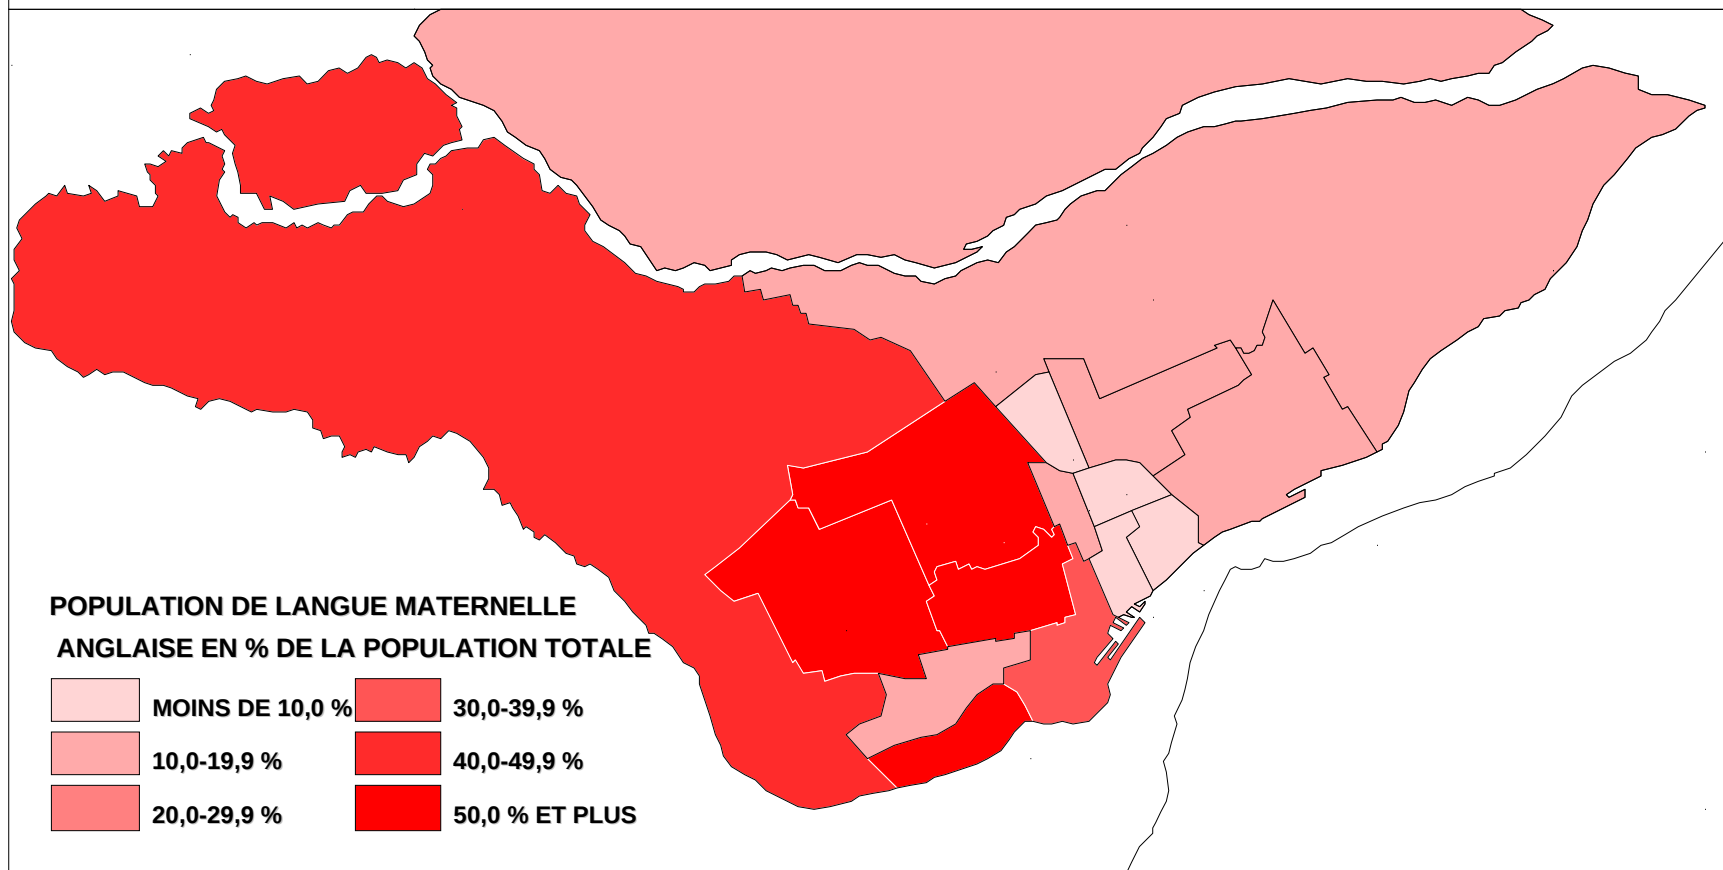 POPULATION DE LANGUE MATERNELLE
ANGLAISE EN % DE LA POPULATION TOTALE
MOINS DE 10,0 %
10,0-19,9 %
20,0-29,9 %
30,0-39,9 %
40,0-49,9 %
50,0 % ET PLUS